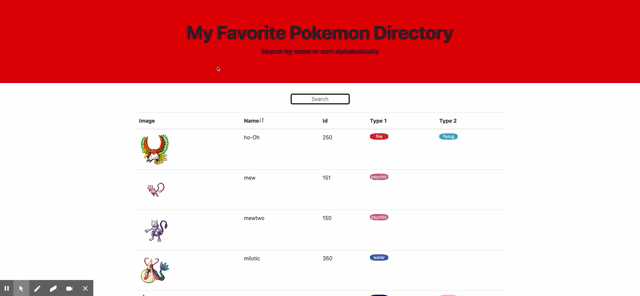 My Favorite Pokemon Directory
Search by name or sort alphabetically
Search
Image Name Id Type 1 Type 2
ho-Oh 250 fire flying
mew 151 psychic
mewtwo 150 psychic
milotic 350 water